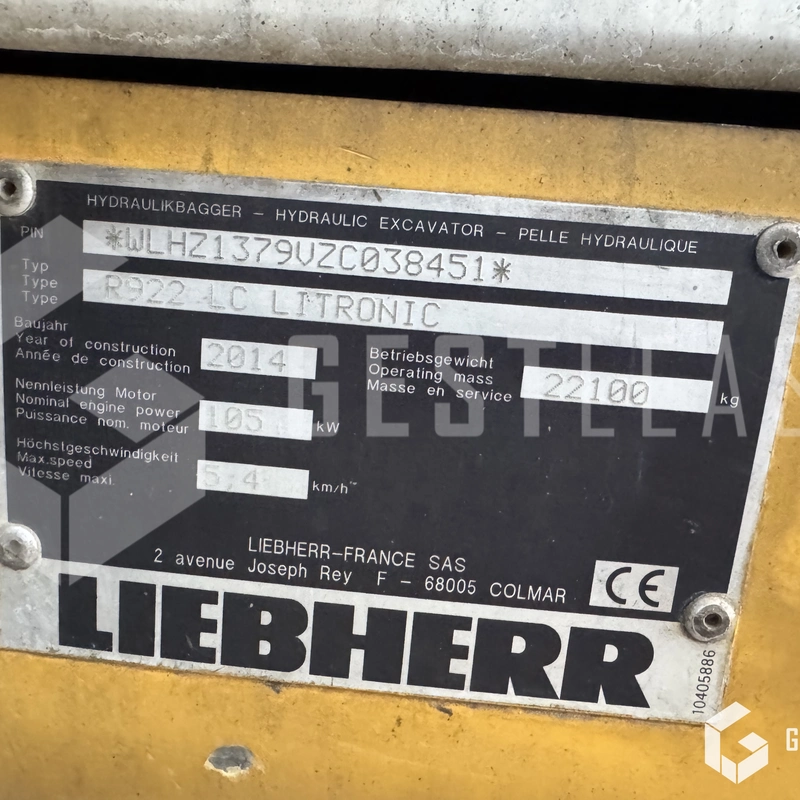 HYDRAULIKBAGGER - HYDRAULIC EXCAVATOR - PELLE HYDRAULIQUE
PIN *WLHZ1379VZC038451*
Typ
Type
Type
R922 LC LITRONIC
Baujahr
Year of construction
Année de construction
2014
Betriebsgewicht
Operating mass
Masse en service
22100 kg
Nennleistung Motor
Nominal engine power
Puissance nom. moteur
105 kW
Höchstgeschwindigkeit
Max.speed
Vitesse maxi.
5,4 km/h
LIEBHERR-FRANCE SAS
2 avenue Joseph Rey F - 68005 COLMAR
CE
LIEBHERR
10405886
GESTLLAS
G